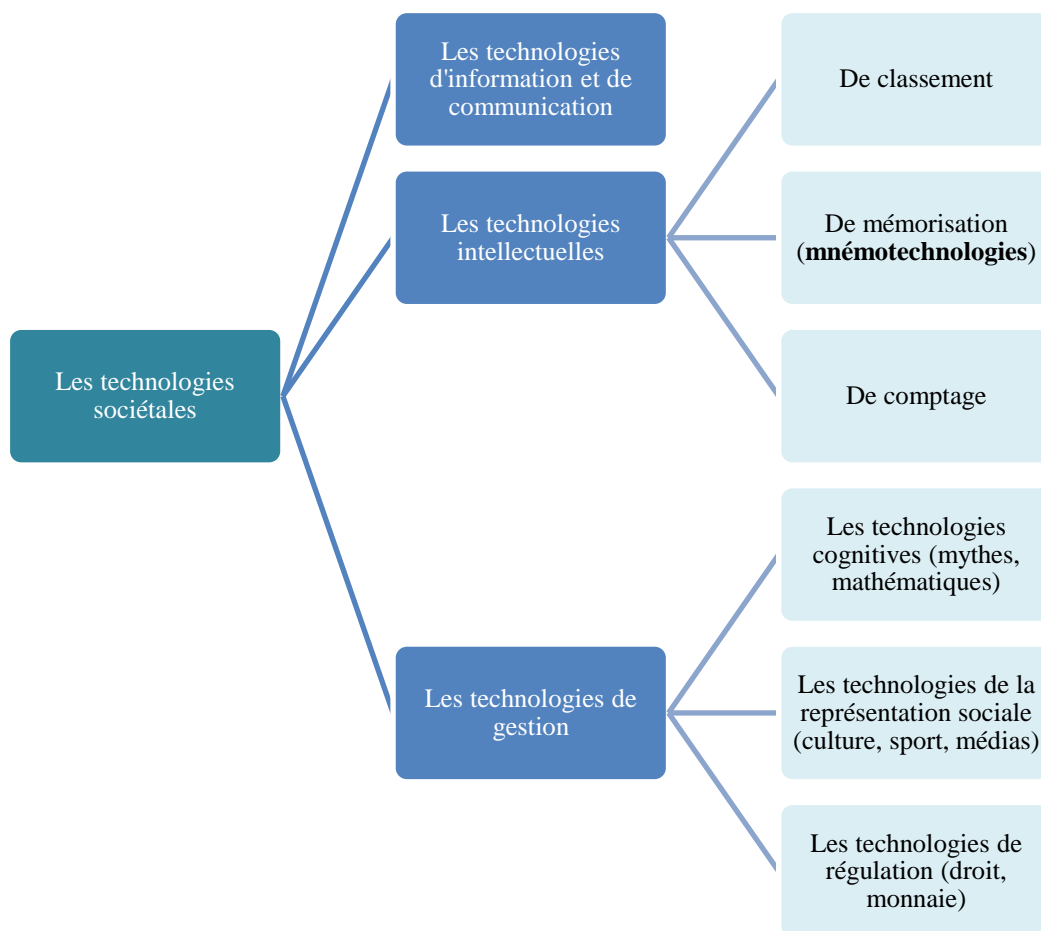 Les technologies
d'information et de
communication
De classement
Les technologies
intellectuelles
De mémorisation
(mnémotechnologies)
Les technologies
sociétales
De comptage
Les technologies
cognitives (mythes,
mathématiques)
Les technologies de
gestion
Les technologies de la
représentation sociale
(culture, sport, médias)
Les technologies de
régulation (droit,
monnaie)